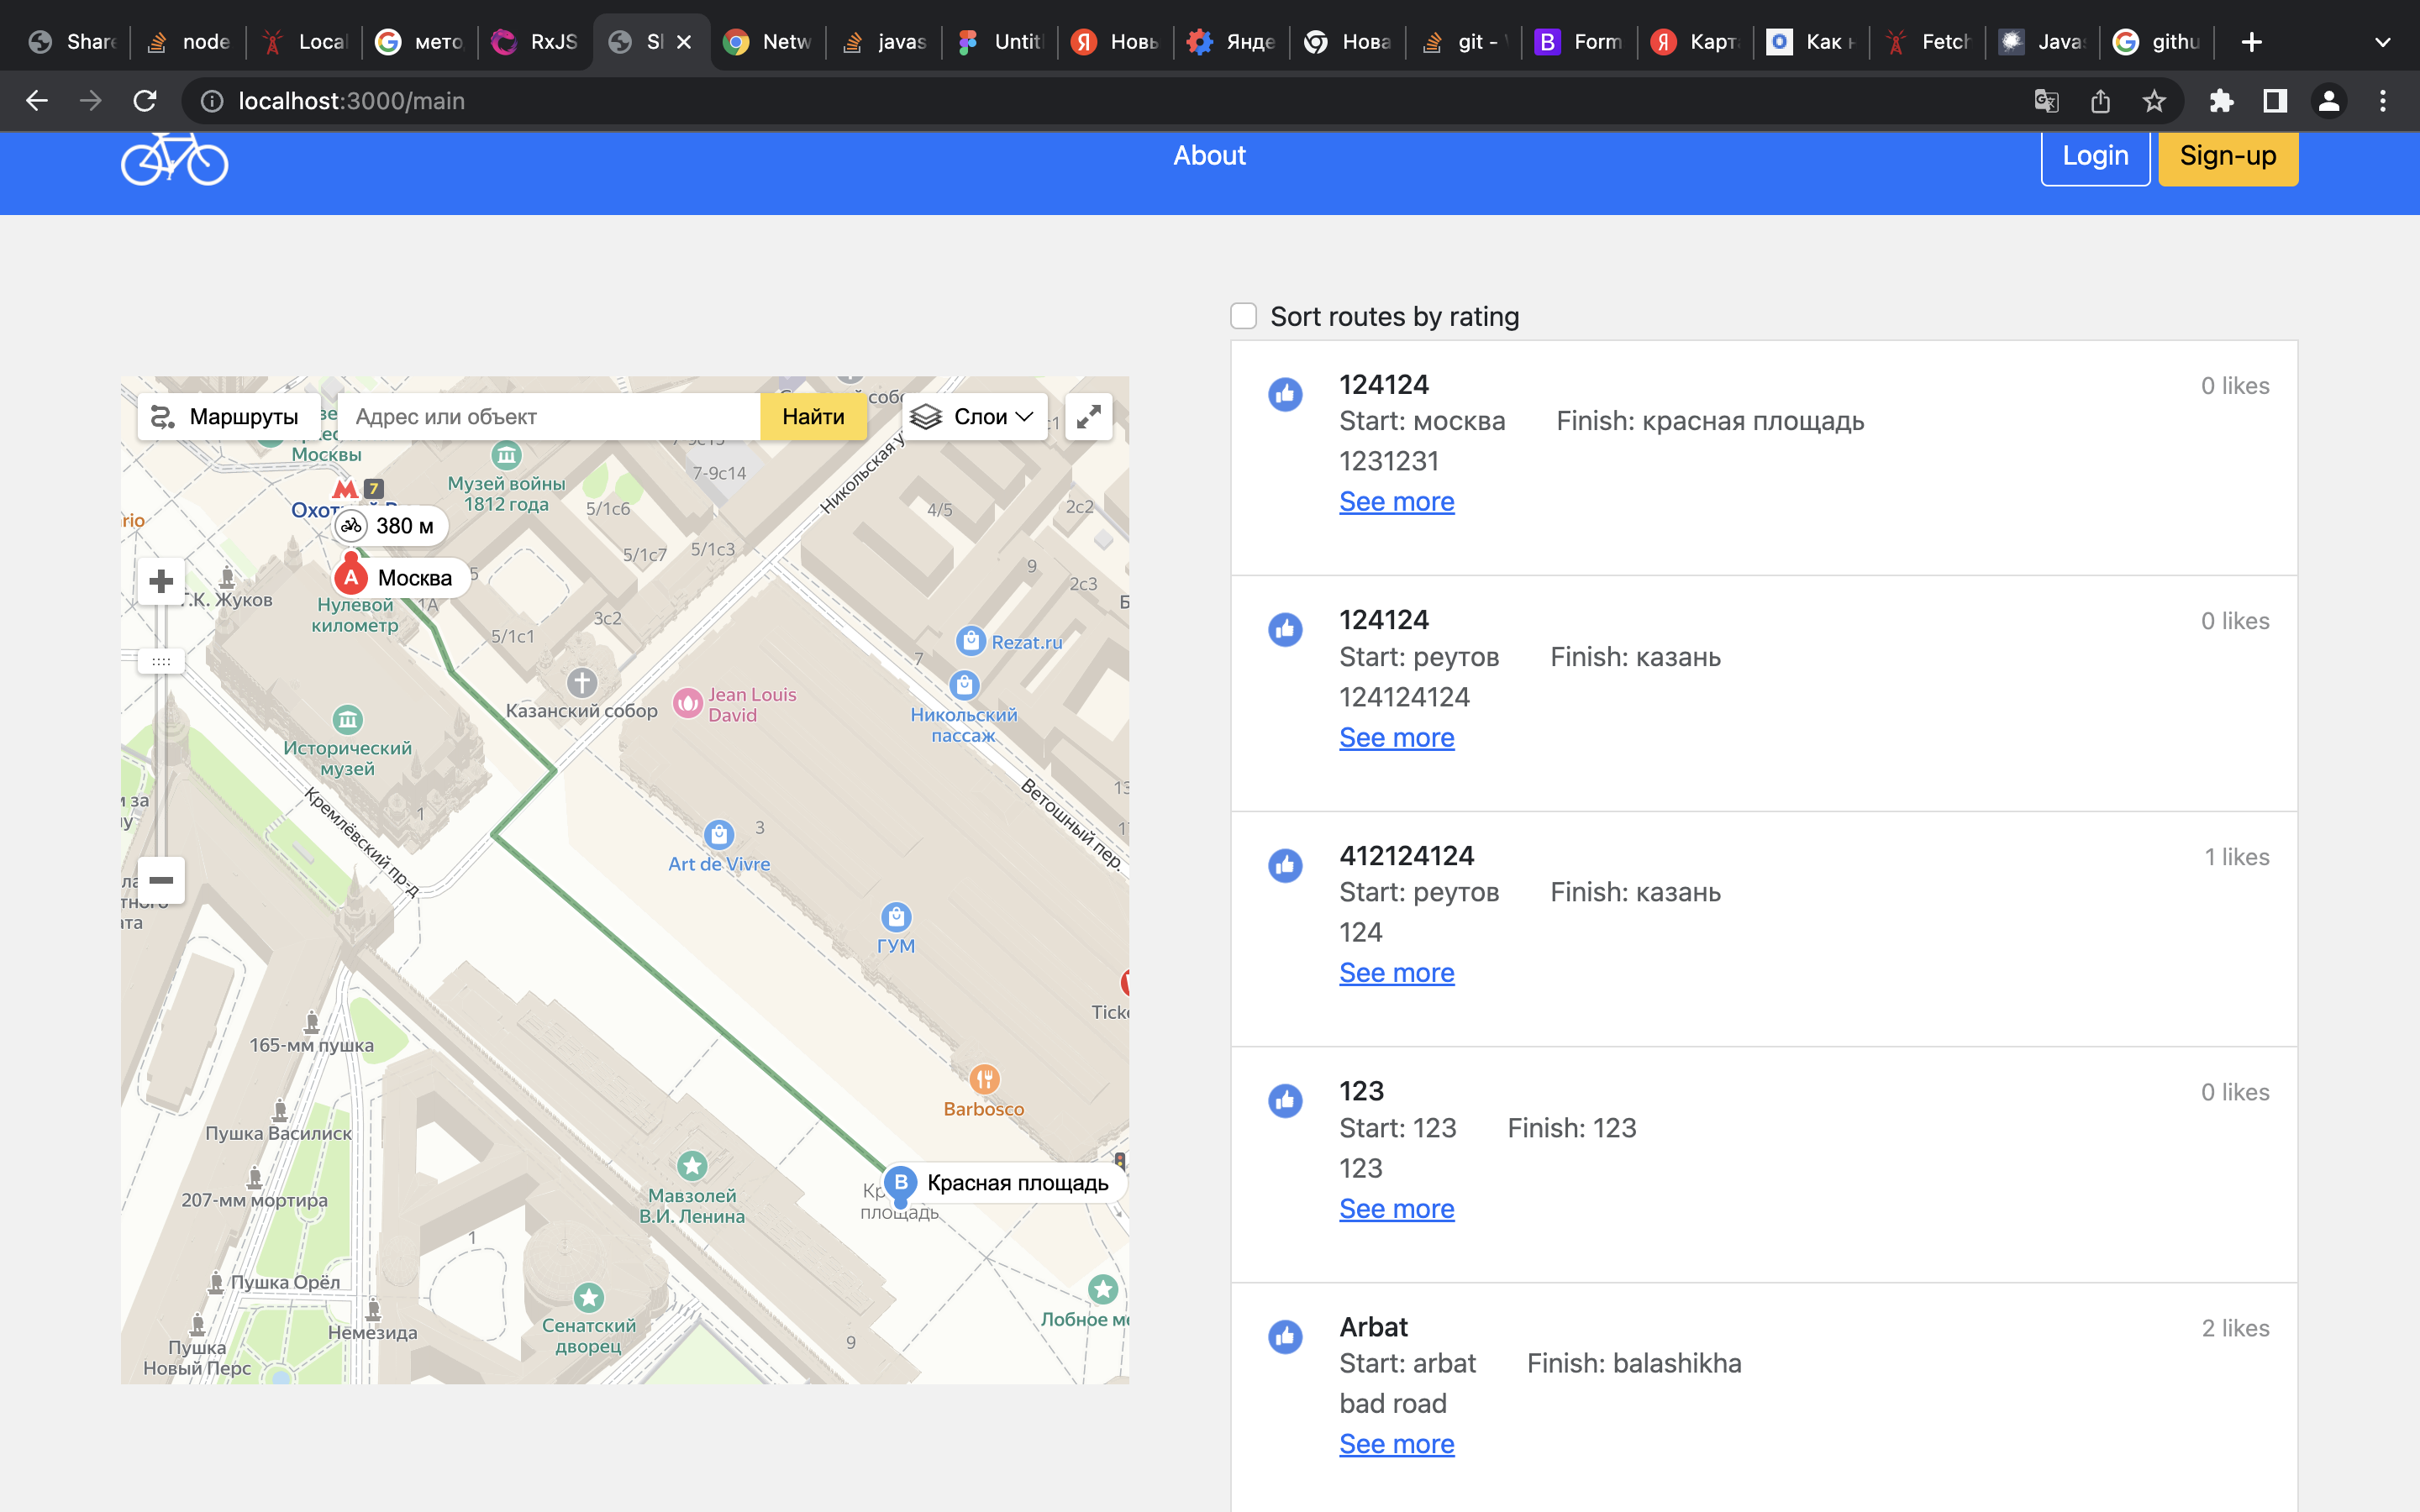 Share
node
Local
мето
RxJS
Sl
Netw
javas
Untit
Новь
Янде
Нова
git -
Form
Карт
Как
Fetch
Java
githu
localhost:3000/main
About
Login
Sign-up
Sort routes by rating
124124
0 likes
Start: москва Finish: красная площадь
1231231
See more
124124
0 likes
Start: реутов Finish: казань
124124124
See more
412124124
1 likes
Start: реутов Finish: казань
124
See more
123
0 likes
Start: 123 Finish: 123
123
See more
Arbat
2 likes
Start: arbat Finish: balashikha
bad road
See more
Маршруты
Адрес или объект
Найти
Слои
Москвы
Музей войны
1812 года
7-9с14
Никольская у
7
380 м
A
Москва
5/1с6
5/1с7
5/1с3
4/5
2с2
9
2с3
Г.К. Жуков
Нулевой
километр
1А
5/1с1
3с2
Казанский собор
Jean Louis
David
Rezat.ru
7
Никольский
пассаж
Исторический
музей
1
Кремлёвский пр-д
Ветошный пер.
3
Art de Vivre
ГУМ
165-мм пушка
Пушка Василиск
207-мм мортира
Barbosco
Мавзолей
В.И. Ленина
B
Красная площадь
площадь
1
Пушка Орёл
Немезида
Пушка
Новый Перс
Сенатский
дворец
9
Лобное ме